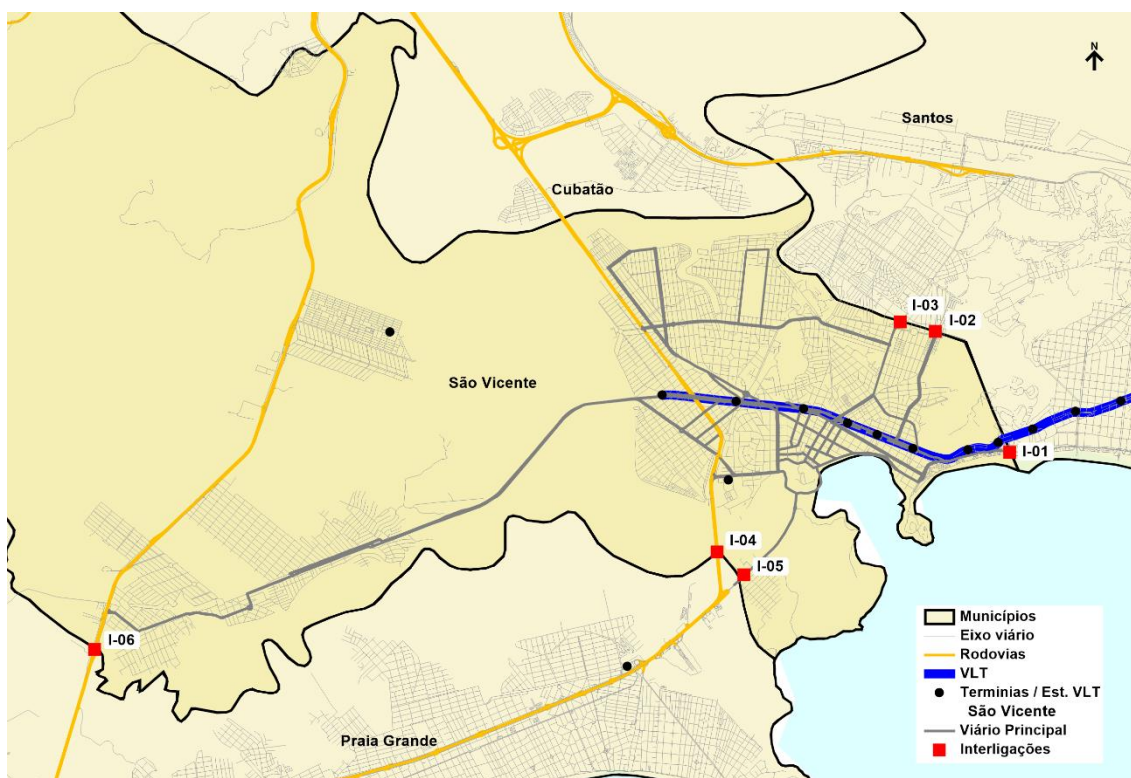 N
Santos
Cubatão
I-03
I-02
São Vicente
I-01
I-04
I-05
I-06
Praia Grande
Municípios
Eixo viário
Rodovias
VLT
Terminias / Est. VLT
São Vicente
Viário Principal
Interligações